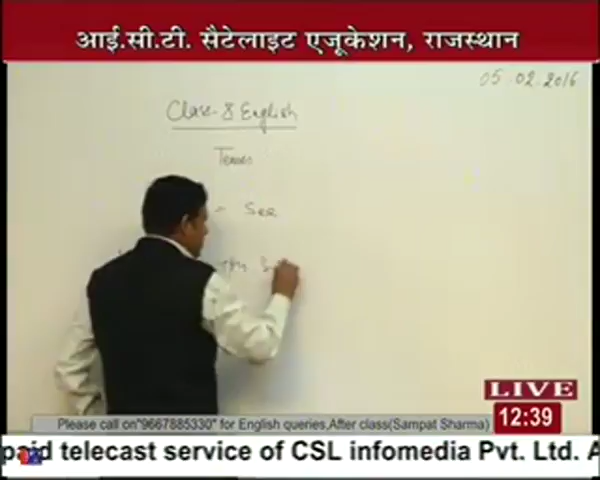 आई.सी.टी. सैटेलाइट एजूकेशन, राजस्थान
05.02.2016
Class-8 English
Tenses
LIVE
12:39
Please call on"9667885330" for English queries,After class(Sampat Sharma)
paid telecast service of CSL infomedia Pvt. Ltd. A